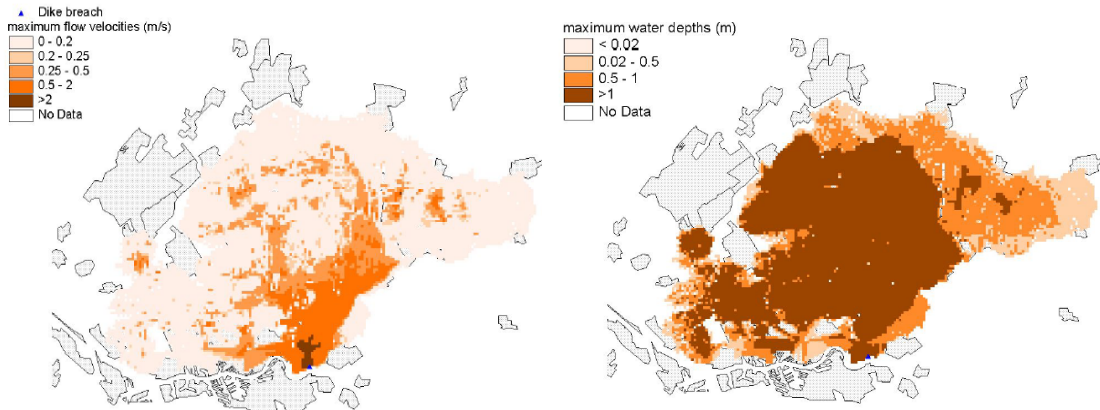 Dike breach
maximum flow velocities (m/s)
0 - 0.2
0.2 - 0.25
0.25 - 0.5
0.5 - 2
>2
No Data
maximum water depths (m)
< 0.02
0.02 - 0.5
0.5 - 1
>1
No Data